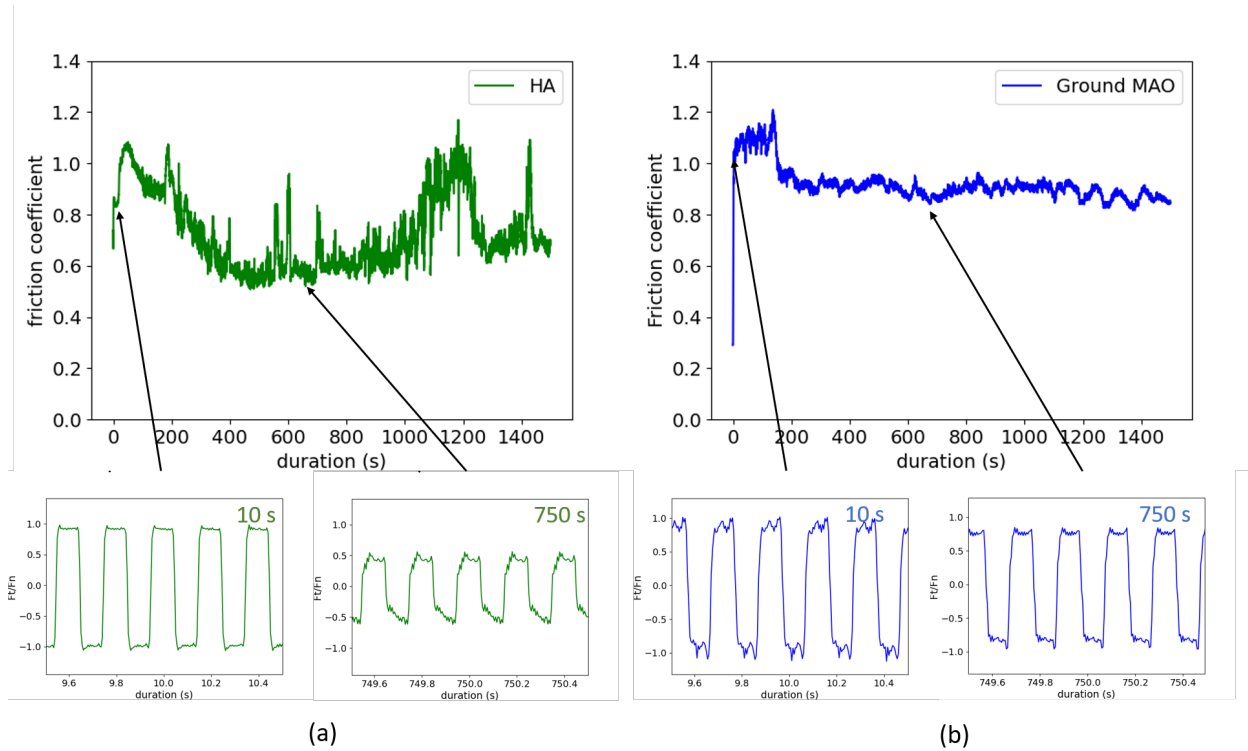 HA
1.4
1.2
1.0
0.8
0.6
0.4
0.2
0.0
friction coefficient
0 200 400 600 800 1000 1200 1400
duration (s)
Ground MAO
1.4
1.2
1.0
0.8
0.6
0.4
0.2
0.0
Friction coefficient
0 200 400 600 800 1000 1200 1400
duration (s)
10 s
1.0
0.5
0.0
−0.5
−1.0
Ft/Fn
9.6 9.8 10.0 10.2 10.4
duration (s)
750 s
1.0
0.5
0.0
−0.5
−1.0
Ft/Fn
749.6 749.8 750.0 750.2 750.4
duration (s)
10 s
1.0
0.5
0.0
−0.5
−1.0
Ft/Fn
9.6 9.8 10.0 10.2 10.4
duration (s)
750 s
1.0
0.5
0.0
−0.5
−1.0
Ft/Fn
749.6 749.8 750.0 750.2 750.4
duration (s)
(a)
(b)